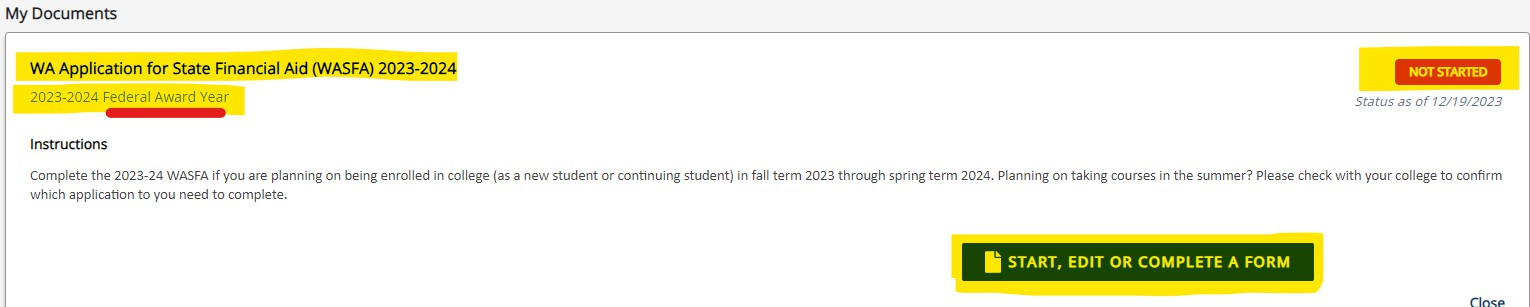 My Documents
WA Application for State Financial Aid (WASFA) 2023-2024
NOT STARTED
2023-2024 Federal Award Year
Status as of 12/19/2023
Instructions
Complete the 2023-24 WASFA if you are planning on being enrolled in college (as a new student or continuing student) in fall term 2023 through spring term 2024. Planning on taking courses in the summer? Please check with your college to confirm
which application to you need to complete.
START, EDIT OR COMPLETE A FORM
Close